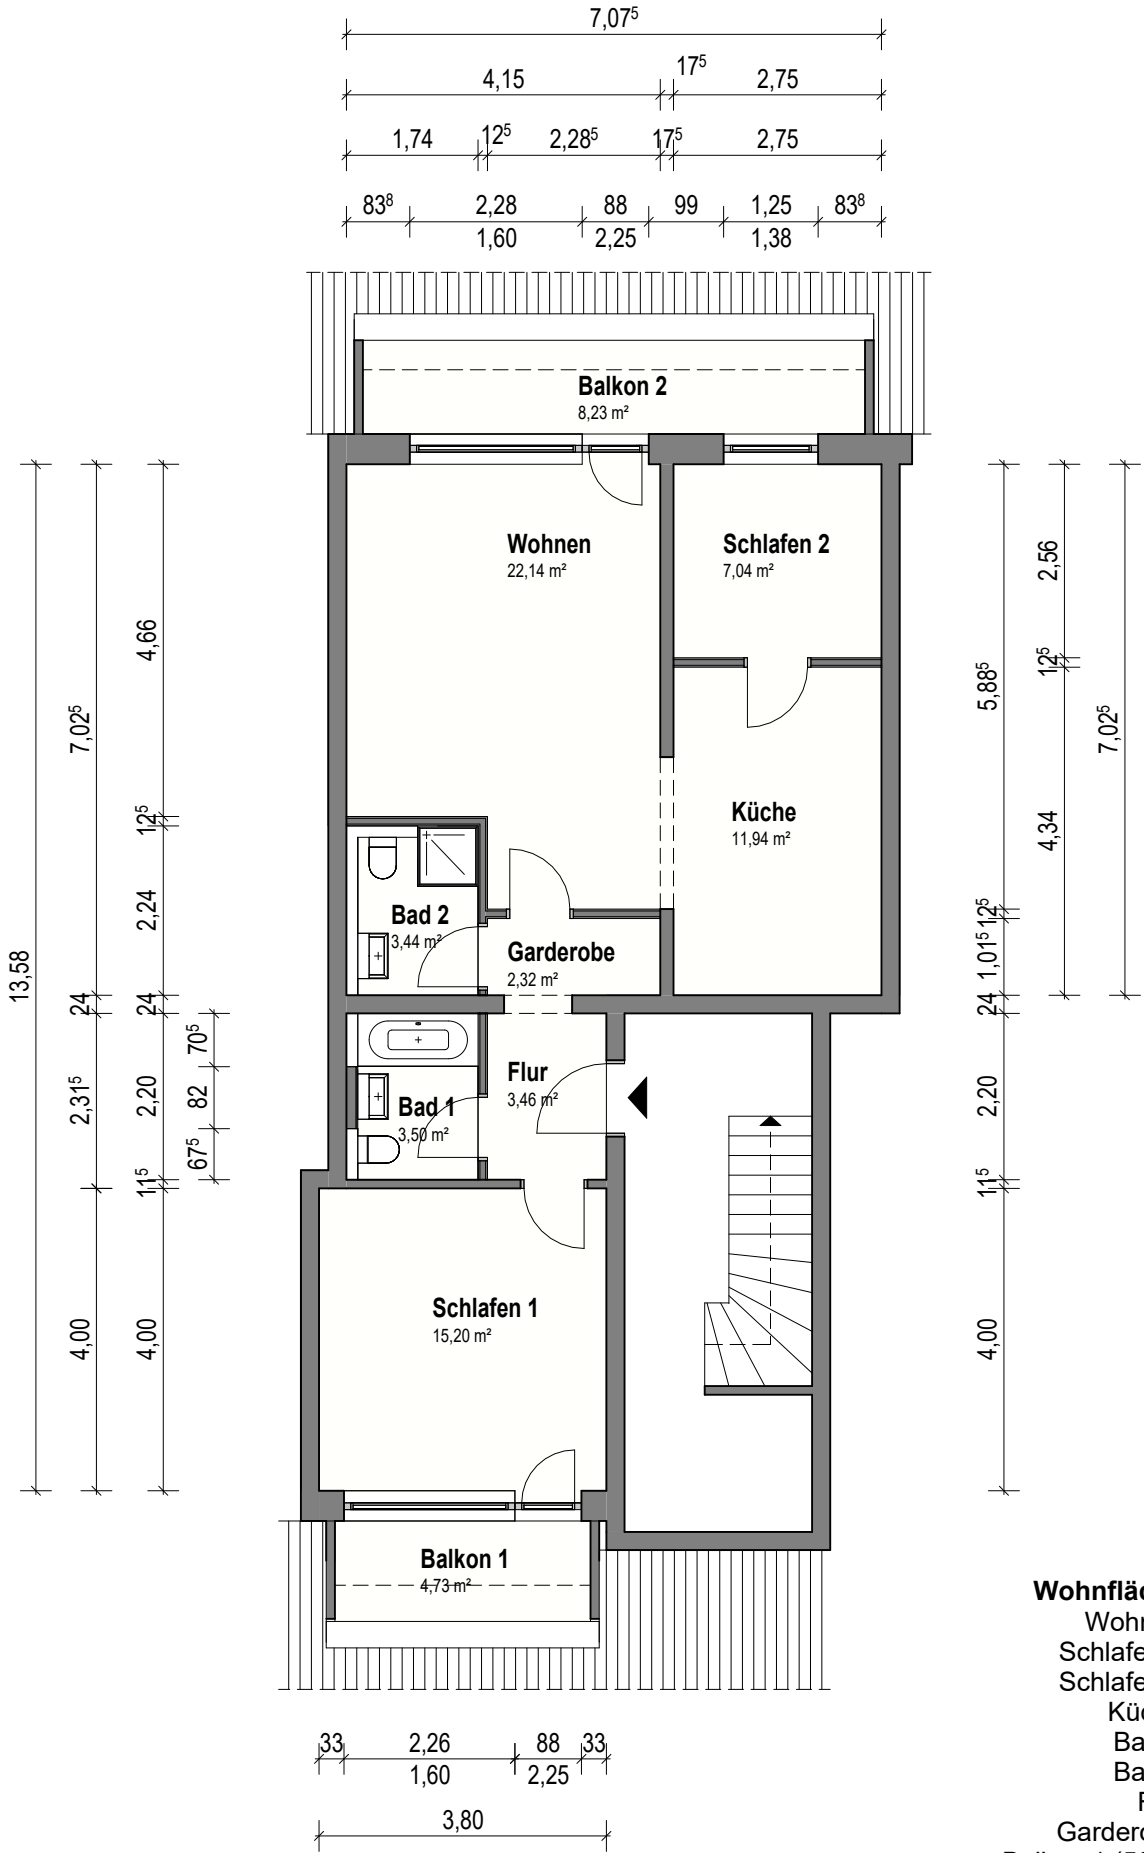 7,07⁵
4,15 17⁵ 2,75
1,74 12⁵ 2,28⁵ 17⁵ 2,75
83⁸ 2,28 88 99 1,25 83⁸
1,60 2,25 1,38
Balkon 2
8,23 m²
Wohnen
22,14 m²
Schlafen 2
7,04 m²
Küche
11,94 m²
Bad 2
3,44 m²
Garderobe
2,32 m²
Flur
3,46 m²
Bad 1
3,50 m²
Schlafen 1
15,20 m²
Balkon 1
4,73 m²
13,58
7,02⁵
24
2,31⁵
4,00
4,66
12⁵
2,24
24
2,20
11⁵
4,00
70⁵
82
67⁵
5,88⁵
12⁵
1,01⁵
24
2,20
11⁵
4,00
2,56
12⁵
4,34
7,02⁵
33 2,26 88 33
1,60 2,25
3,80